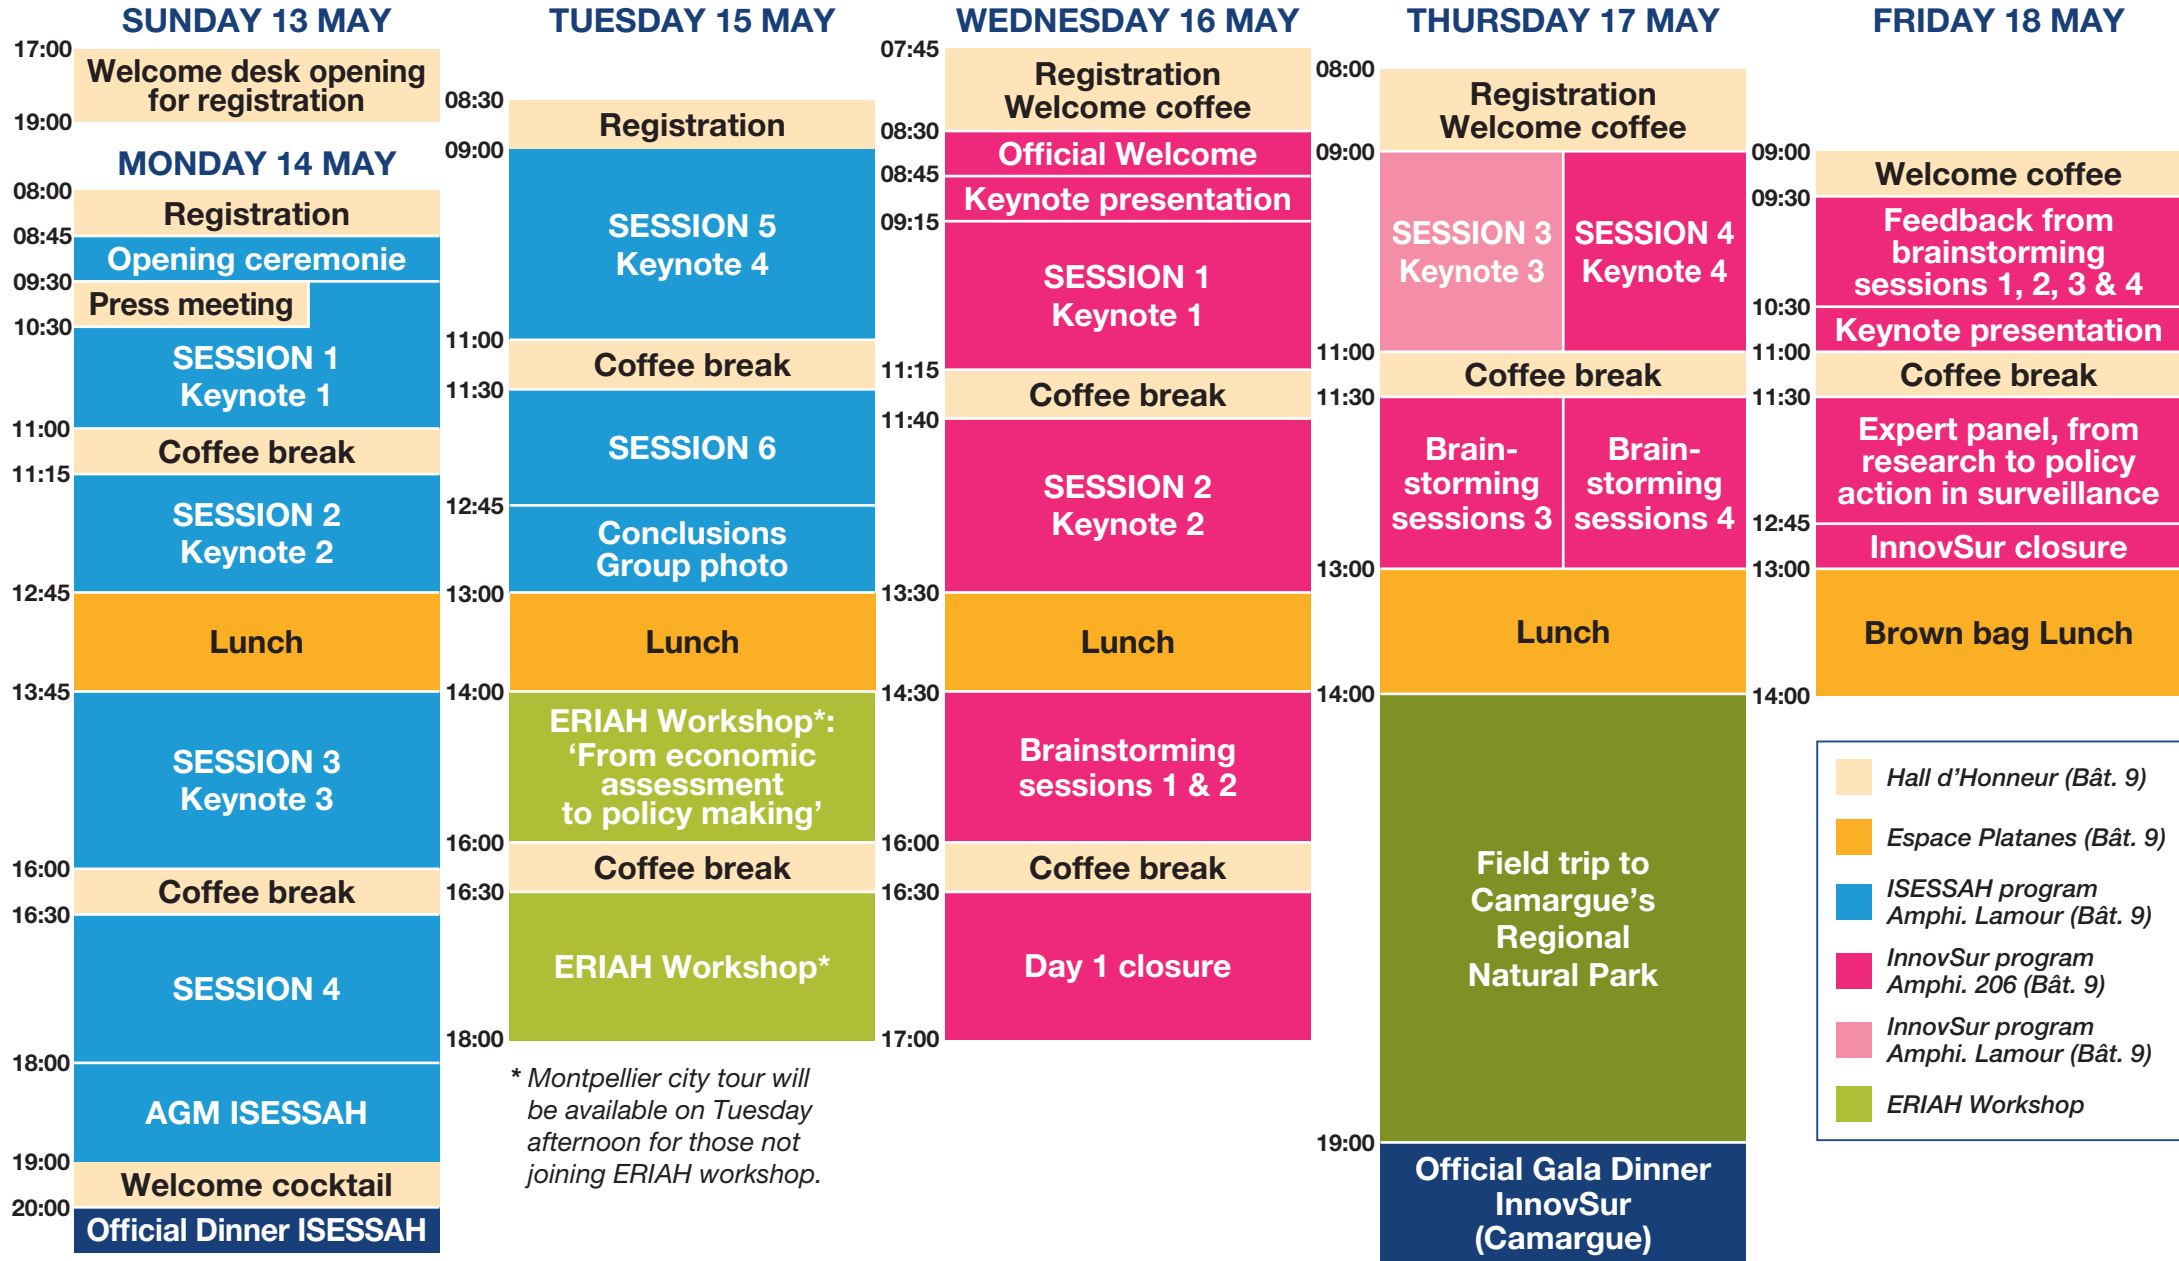 SUNDAY 13 MAY
17:00
Welcome desk opening
for registration
19:00
MONDAY 14 MAY
08:00
Registration
08:45
Opening ceremonie
09:30
Press meeting
10:30
SESSION 1
Keynote 1
11:00
Coffee break
11:15
SESSION 2
Keynote 2
12:45
Lunch
13:45
SESSION 3
Keynote 3
16:00
Coffee break
16:30
SESSION 4
18:00
AGM ISESSAH
19:00
Welcome cocktail
20:00
Official Dinner ISESSAH
TUESDAY 15 MAY
08:30
Registration
09:00
SESSION 5
Keynote 4
11:00
Coffee break
11:30
SESSION 6
12:45
Conclusions
Group photo
13:00
Lunch
14:00
ERIAH Workshop*:
‘From economic
assessment
to policy making’
16:00
Coffee break
16:30
ERIAH Workshop*
18:00
* Montpellier city tour will
be available on Tuesday
afternoon for those not
joining ERIAH workshop.
WEDNESDAY 16 MAY
07:45
Registration
Welcome coffee
08:30
Official Welcome
08:45
Keynote presentation
09:15
SESSION 1
Keynote 1
11:15
Coffee break
11:40
SESSION 2
Keynote 2
13:30
Lunch
14:30
Brainstorming
sessions 1 & 2
16:00
Coffee break
16:30
Day 1 closure
17:00
THURSDAY 17 MAY
08:00
Registration
Welcome coffee
09:00
SESSION 3
Keynote 3
SESSION 4
Keynote 4
11:00
Coffee break
11:30
Brain-
storming
sessions 3
Brain-
storming
sessions 4
13:00
Lunch
14:00
Field trip to
Camargue’s
Regional
Natural Park
19:00
Official Gala Dinner
InnovSur
(Camargue)
FRIDAY 18 MAY
09:00
Welcome coffee
09:30
Feedback from
brainstorming
sessions 1, 2, 3 & 4
10:30
Keynote presentation
11:00
Coffee break
11:30
Expert panel, from
research to policy
action in surveillance
12:45
InnovSur closure
13:00
Brown bag Lunch
14:00
Hall d’Honneur (Bât. 9)
Espace Platanes (Bât. 9)
ISESSAH program
Amphi. Lamour (Bât. 9)
InnovSur program
Amphi. 206 (Bât. 9)
InnovSur program
Amphi. Lamour (Bât. 9)
ERIAH Workshop